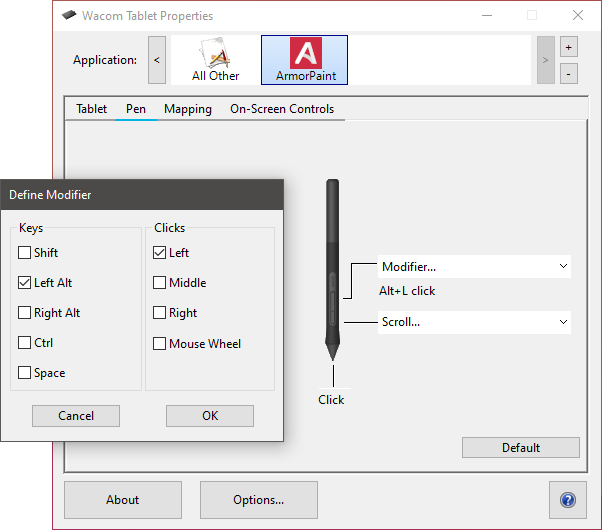 Wacom Tablet Properties
Application:
<
All Other
ArmorPaint
>
+
-
Tablet Pen Mapping On-Screen Controls
Define Modifier
Keys
Shift
Left Alt
Right Alt
Ctrl
Space
Clicks
Left
Middle
Right
Mouse Wheel
Cancel
OK
Modifier...
Alt+L click
Scroll...
Click
Default
About
Options...
?